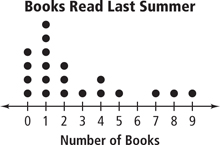 Books Read Last Summer
0 1 2 3 4 5 6 7 8 9
Number of Books